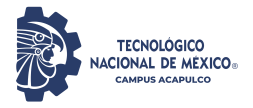 TECNOLÓGICO
NACIONAL DE MÉXICO®
CAMPUS ACAPULCO